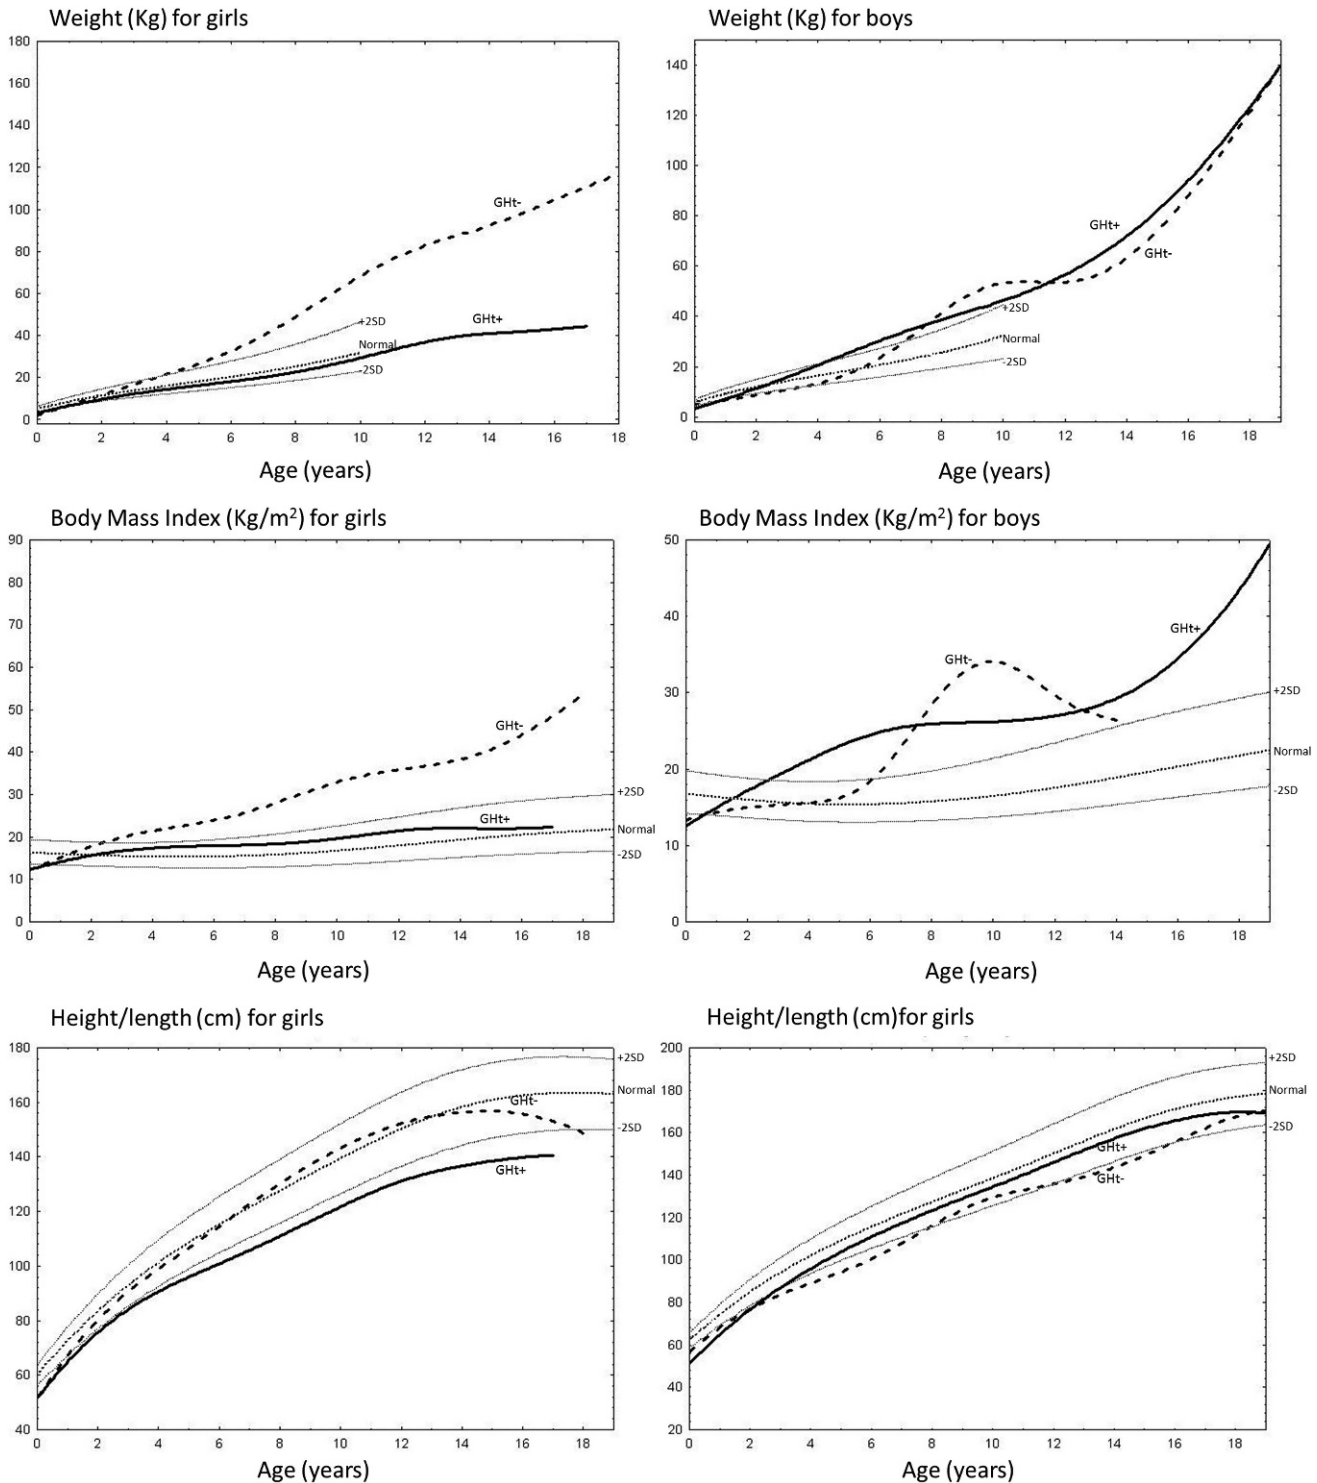 Weight (Kg) for girls
180
160
140
120
100
80
60
40
20
0
GHt-
GHt+
+2SD
Normal
-2SD
0 2 4 6 8 10 12 14 16 18
Age (years)
Weight (Kg) for boys
140
120
100
80
60
40
20
0
GHt+
GHt-
+2SD
Normal
-2SD
0 2 4 6 8 10 12 14 16 18
Age (years)
Body Mass Index (Kg/m²) for girls
90
80
70
60
50
40
30
20
10
0
GHt-
GHt+
+2SD
Normal
-2SD
0 2 4 6 8 10 12 14 16 18
Age (years)
Body Mass Index (Kg/m²) for boys
50
40
30
20
10
0
GHt+
GHt-
+2SD
Normal
-2SD
0 2 4 6 8 10 12 14 16 18
Age (years)
Height/length (cm) for girls
180
160
140
120
100
80
60
40
+2SD
Normal
GHt-
-2SD
GHt+
0 2 4 6 8 10 12 14 16 18
Age (years)
Height/length (cm)for girls
200
180
160
140
120
100
80
60
40
20
+2SD
Normal
-2SD
GHt+
GHt-
0 2 4 6 8 10 12 14 16 18
Age (years)